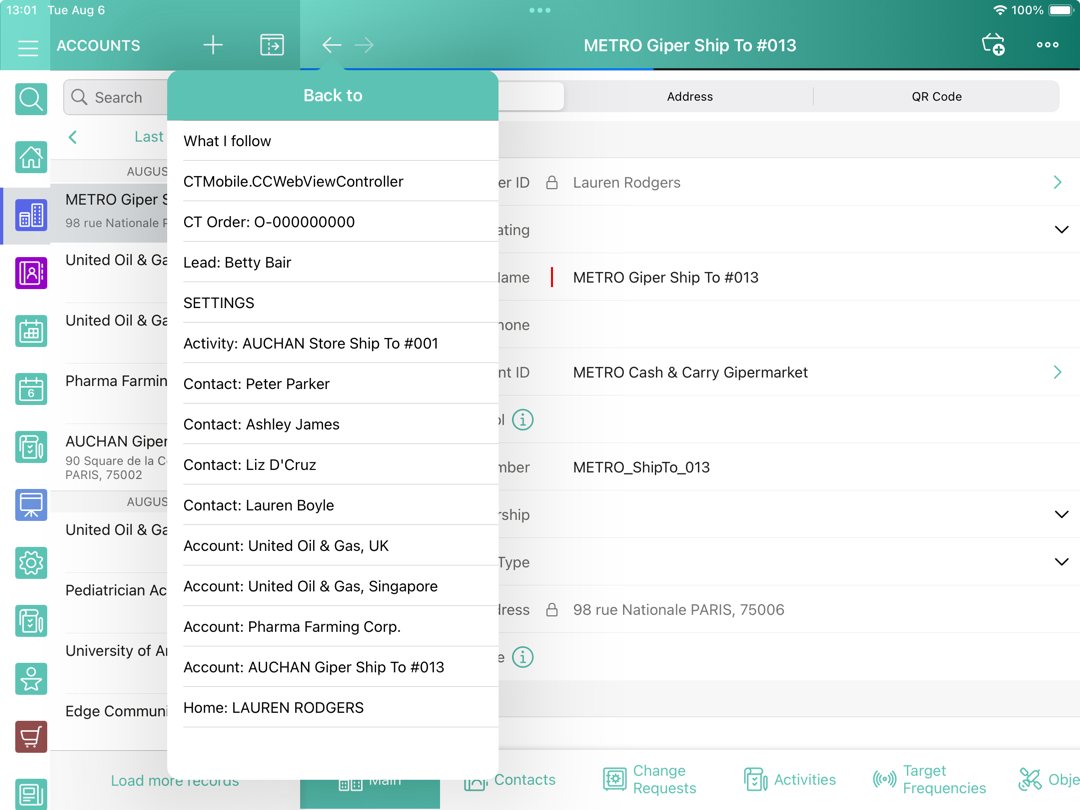 13:01 Tue Aug 6
100%
ACCOUNTS
METRO Giper Ship To #013
Search
Back to
Address
QR Code
Last
What I follow
CTMobile.CCWebViewController
CT Order: O-000000000
Lead: Betty Bair
SETTINGS
Activity: AUCHAN Store Ship To #001
Contact: Peter Parker
Contact: Ashley James
Contact: Liz D'Cruz
Contact: Lauren Boyle
Account: United Oil & Gas, UK
Account: United Oil & Gas, Singapore
Account: Pharma Farming Corp.
Account: AUCHAN Giper Ship To #013
Home: LAUREN RODGERS
AUGUS
METRO Giper S
98 rue Nationale P
United Oil & Ga
United Oil & Ga
Pharma Farmin
6
AUCHAN Giper
90 Square de la C
PARIS, 75002
AUGUS
United Oil & Ga
Pediatrician Ac
University of Ar
Edge Communi
Load more records
er ID Lauren Rodgers
ating
ame METRO Giper Ship To #013
hone
nt ID METRO Cash & Carry Gipermarket
ol
mber METRO_ShipTo_013
rship
Type
dress 98 rue Nationale PARIS, 75006
e
Main
Contacts
Change
Requests
Activities
Target
Frequencies
Obje